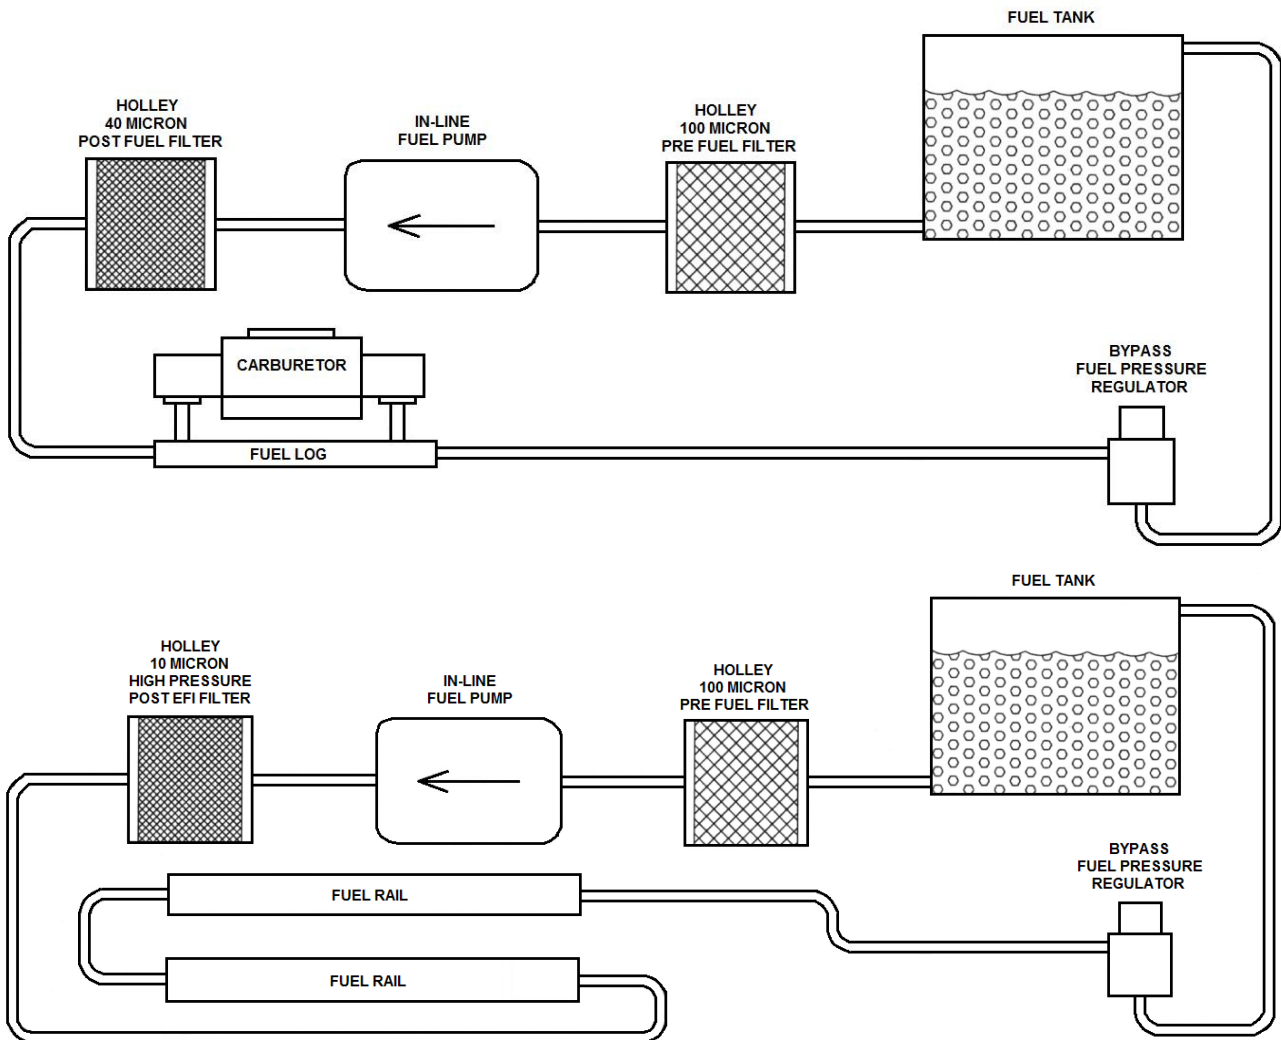 FUEL TANK
HOLLEY
40 MICRON
POST FUEL FILTER
IN-LINE
FUEL PUMP
HOLLEY
100 MICRON
PRE FUEL FILTER
CARBURETOR
FUEL LOG
BYPASS
FUEL PRESSURE
REGULATOR
FUEL TANK
HOLLEY
10 MICRON
HIGH PRESSURE
POST EFI FILTER
IN-LINE
FUEL PUMP
HOLLEY
100 MICRON
PRE FUEL FILTER
BYPASS
FUEL PRESSURE
REGULATOR
FUEL RAIL
FUEL RAIL